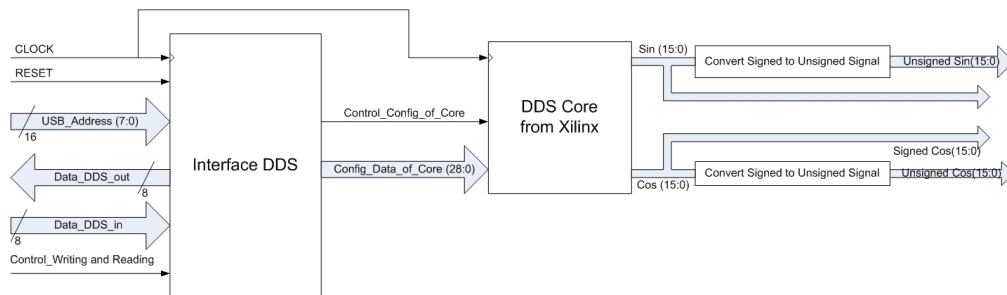 CLOCK
RESET
USB_Address (7:0)
16
Data_DDS_out
8
Data_DDS_in
8
Control_Writing and Reading
Interface DDS
Control_Config_of_Core
Config_Data_of_Core (28:0)
DDS Core
from Xilinx
Sin (15:0)
Convert Signed to Unsigned Signal
Unsigned Sin(15:0)
Signed Cos(15:0)
Cos (15:0)
Convert Signed to Unsigned Signal
Unsigned Cos(15:0)